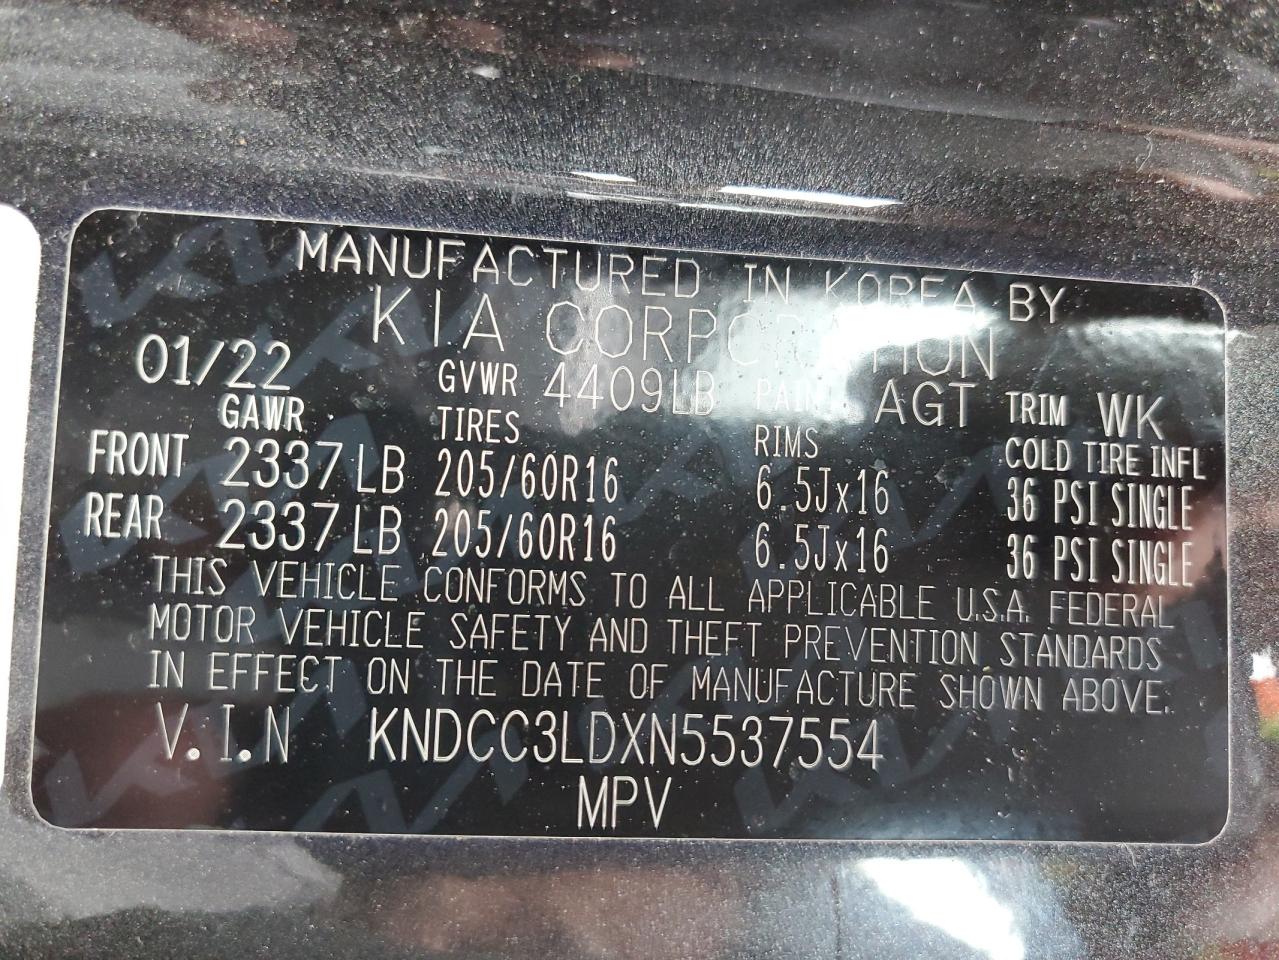 MANUFACTURED IN KOREA BY
KIA CORPORATION
01/22 GVWR 4409LB PAINT AGT TRIM WK
GAWR TIRES RIMS COLD TIRE INFL
FRONT 2337 LB 205/60R16 6.5Jx16 36 PSI SINGLE
REAR 2337 LB 205/60R16 6.5Jx16 36 PSI SINGLE
THIS VEHICLE CONFORMS TO ALL APPLICABLE U.S.A. FEDERAL
MOTOR VEHICLE SAFETY AND THEFT PREVENTION STANDARDS
IN EFFECT ON THE DATE OF MANUFACTURE SHOWN ABOVE.
V.I.N KNDCC3LDXN5537554
MPV